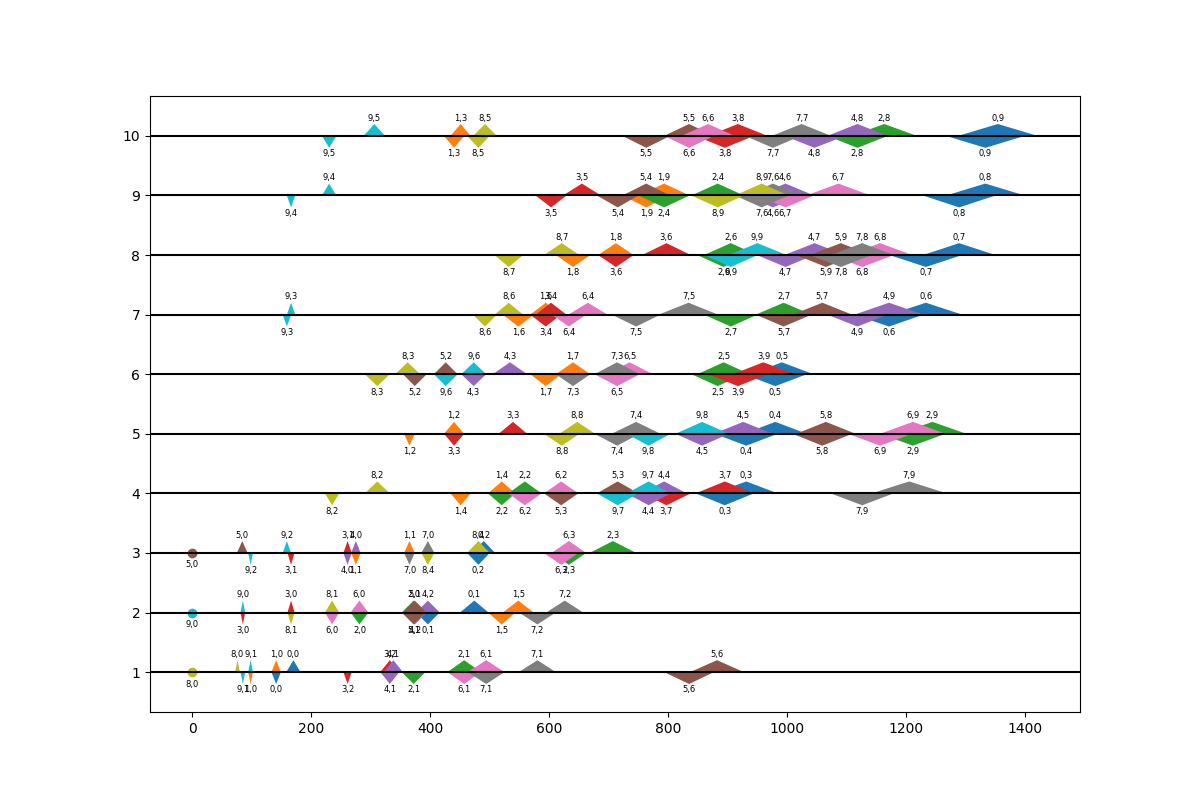 9,5 1,3 8,5 5,5 6,6 3,8 7,7 4,8 2,8 0,9
10
9,5 1,3 8,5 5,5 6,6 3,8 7,7 4,8 2,8 0,9
9,4 3,5 5,4 1,9 2,4 8,9 7,6 4,6 6,7 0,8
9
9,4 3,5 5,4 1,9 2,4 8,9 7,6 4,6 6,7 0,8
8,7 1,8 3,6 2,6 9,9 4,7 5,9 7,8 6,8 0,7
8
8,7 1,8 3,6 2,6 9,9 4,7 5,9 7,8 6,8 0,7
9,3 8,6 1,6 3,4 6,4 7,5 2,7 5,7 4,9 0,6
7
9,3 8,6 1,6 3,4 6,4 7,5 2,7 5,7 4,9 0,6
8,3 5,2 9,6 4,3 1,7 7,3 6,5 2,5 3,9 0,5
6
8,3 5,2 9,6 4,3 1,7 7,3 6,5 2,5 3,9 0,5
1,2 3,3 8,8 7,4 9,8 4,5 0,4 5,8 6,9 2,9
5
1,2 3,3 8,8 7,4 9,8 4,5 0,4 5,8 6,9 2,9
8,2 1,4 2,2 6,2 5,3 9,7 4,4 3,7 0,3 7,9
4
8,2 1,4 2,2 6,2 5,3 9,7 4,4 3,7 0,3 7,9
5,0 9,2 3,1 4,0 1,1 7,0 8,4 0,2 6,3 2,3
3
5,0 9,2 3,1 4,0 1,1 7,0 8,4 0,2 6,3 2,3
9,0 3,0 8,1 6,0 2,0 5,1 4,2 0,1 1,5 7,2
2
9,0 3,0 8,1 6,0 2,0 5,1 4,2 0,1 1,5 7,2
8,0 9,1 1,0 0,0 3,2 4,1 2,1 6,1 7,1 5,6
1
8,0 9,1 1,0 0,0 3,2 4,1 2,1 6,1 7,1 5,6
0 200 400 600 800 1000 1200 1400